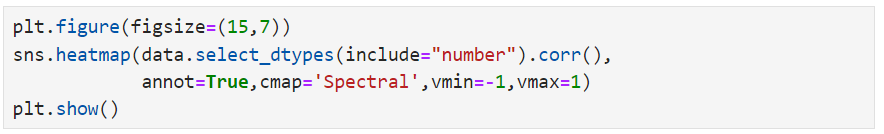 plt.figure(figsize=(15,7))
sns.heatmap(data.select_dtypes(include="number").corr(),
            annot=True,cmap='Spectral',vmin=-1,vmax=1)
plt.show()